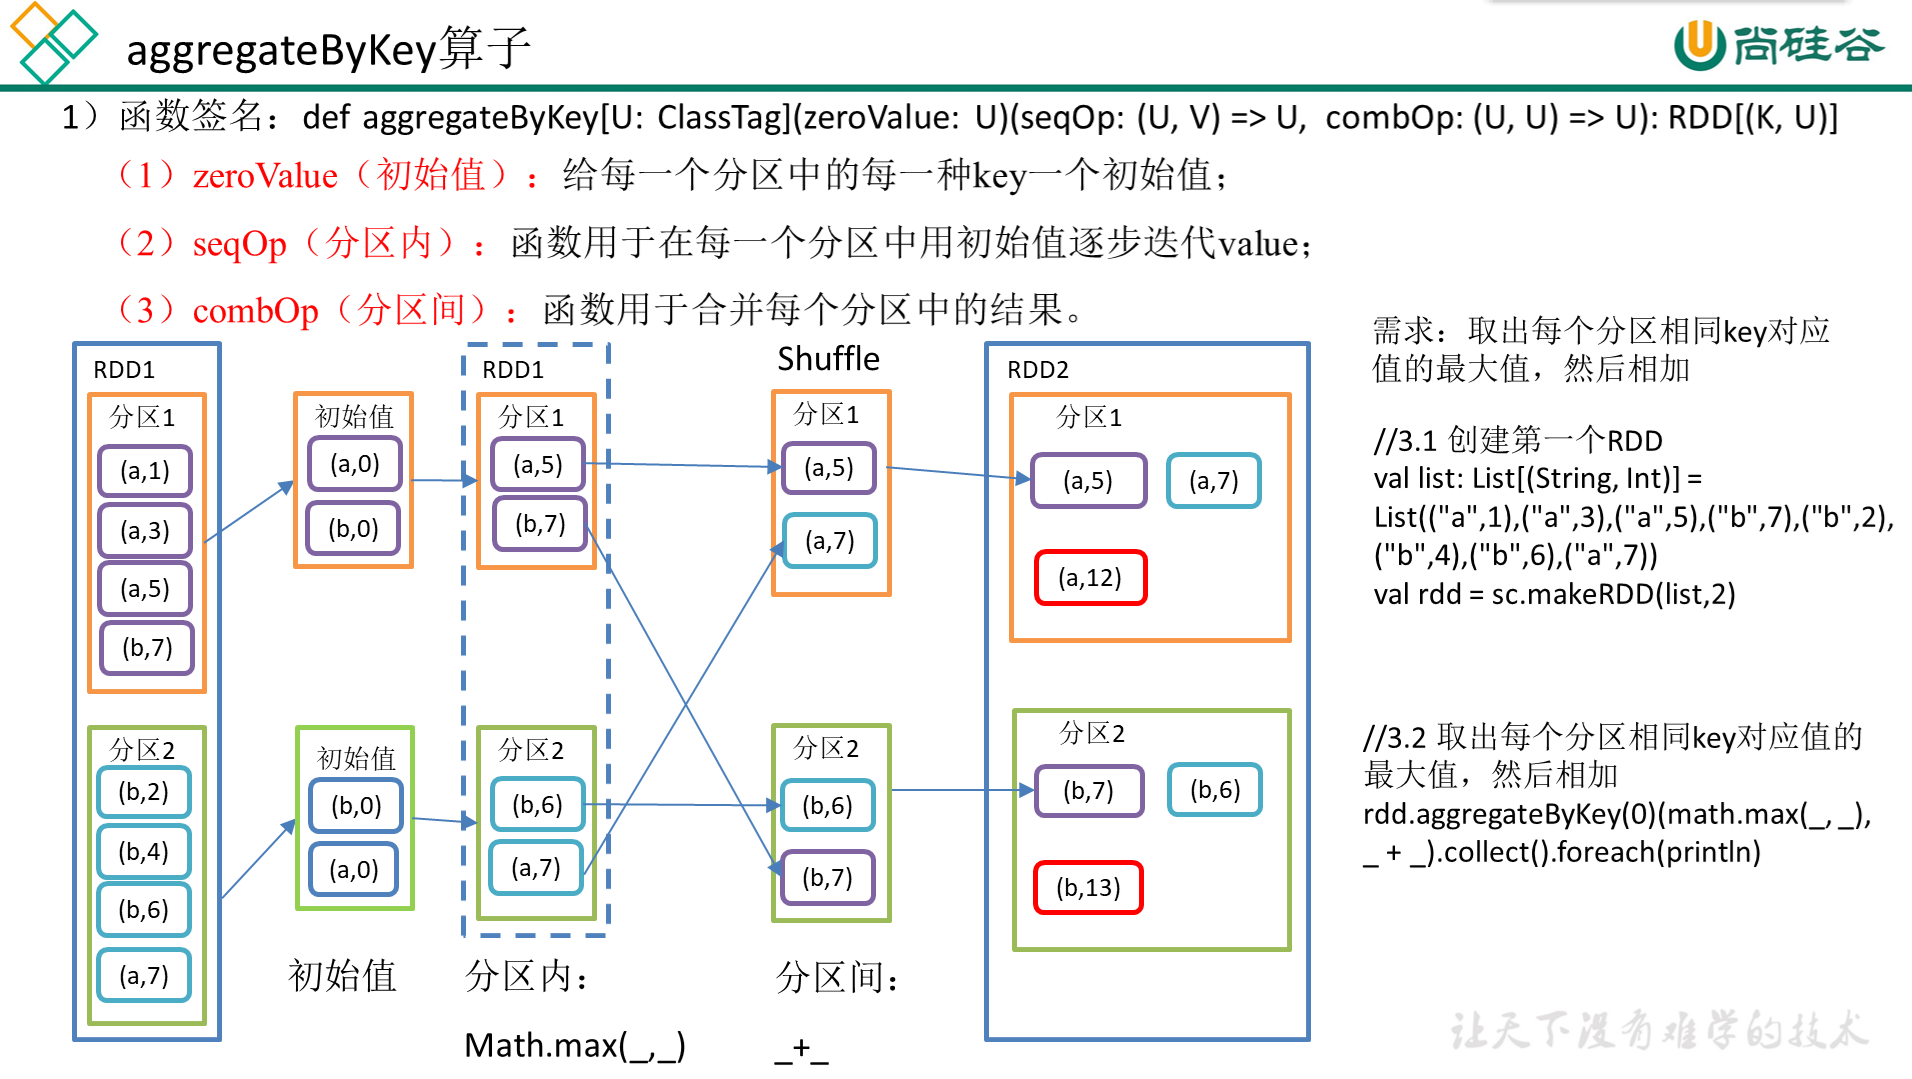 aggregateByKey算子
尚硅谷
1）函数签名：def aggregateByKey[U: ClassTag](zeroValue: U)(seqOp: (U, V) => U, combOp: (U, U) => U): RDD[(K, U)]
（1）zeroValue（初始值）：给每一个分区中的每一种key一个初始值；
（2）seqOp（分区内）：函数用于在每一个分区中用初始值逐步迭代value；
（3）combOp（分区间）：函数用于合并每个分区中的结果。
RDD1
分区1
(a,1)
(a,3)
(a,5)
(b,7)
分区2
(b,2)
(b,4)
(b,6)
(a,7)
初始值
(a,0)
(b,0)
初始值
(b,0)
(a,0)
初始值
RDD1
分区1
(a,5)
(b,7)
分区2
(b,6)
(a,7)
分区内：
Math.max(_,_)
Shuffle
分区1
(a,5)
(a,7)
分区2
(b,6)
(b,7)
分区间：
_+_
RDD2
分区1
(a,5)
(a,7)
(a,12)
分区2
(b,7)
(b,6)
(b,13)
需求：取出每个分区相同key对应
值的最大值，然后相加
//3.1 创建第一个RDD
val list: List[(String, Int)] =
List(("a",1),("a",3),("a",5),("b",7),("b",2),
("b",4),("b",6),("a",7))
val rdd = sc.makeRDD(list,2)
//3.2 取出每个分区相同key对应值的
最大值，然后相加
rdd.aggregateByKey(0)(math.max(_, _),
_ + _).collect().foreach(println)
让天下没有难学的技术